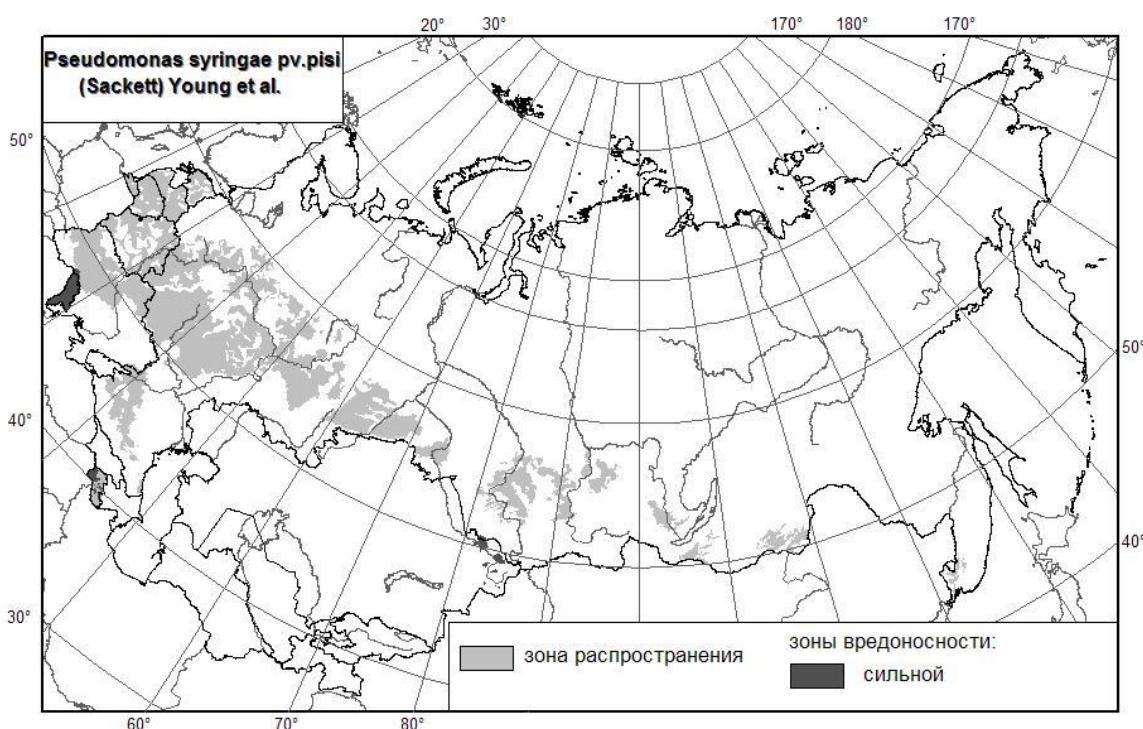 20° 30° 170° 180° 170°
Pseudomonas syringae pv.pisi
(Sackett) Young et al.
50°
50°
40°
40°
30°
зона распространения
зоны вредоносности:
сильной
60° 70° 80°